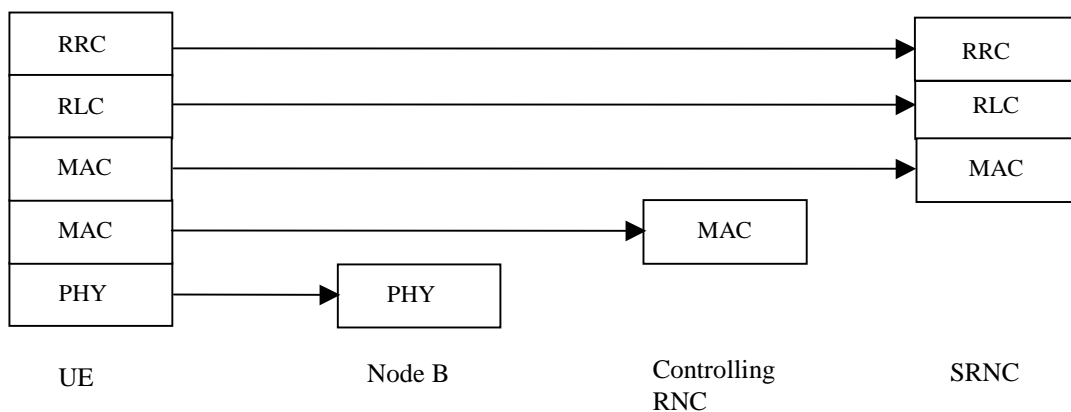 RRC
RRC
RLC
RLC
MAC
MAC
MAC
MAC
PHY
PHY
UE
Node B
Controlling
RNC
SRNC